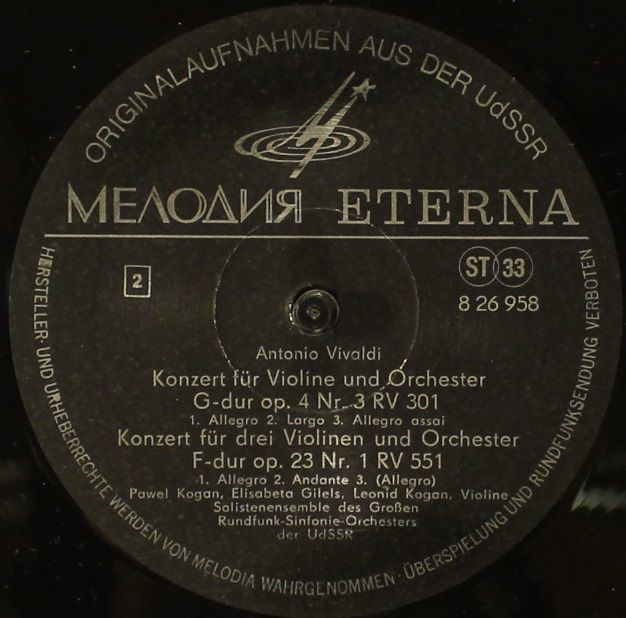 ORIGINALAUFNAHMEN AUS DER UdSSR
МЕЛОДИЯ ETERNA
2
ST 33
8 26 958
Antonio Vivaldi
Konzert für Violine und Orchester
G-dur op. 4 Nr. 3 RV 301
1. Allegro 2. Largo 3. Allegro assai
Konzert für drei Violinen und Orchester
F-dur op. 23 Nr. 1 RV 551
1. Allegro 2. Andante 3. (Allegro)
Pawel Kogan, Elisabeta Gilels, Leonid Kogan, Violine
Solistenensemble des Großen
Rundfunk-Sinfonie-Orchesters
der UdSSR
HERSTELLER- UND URHEBERRECHTE WERDEN VON MELODIA WAHRGENOMMEN · ÜBERSPIELUNG UND RUNDFUNKSENDUNG VERBOTEN